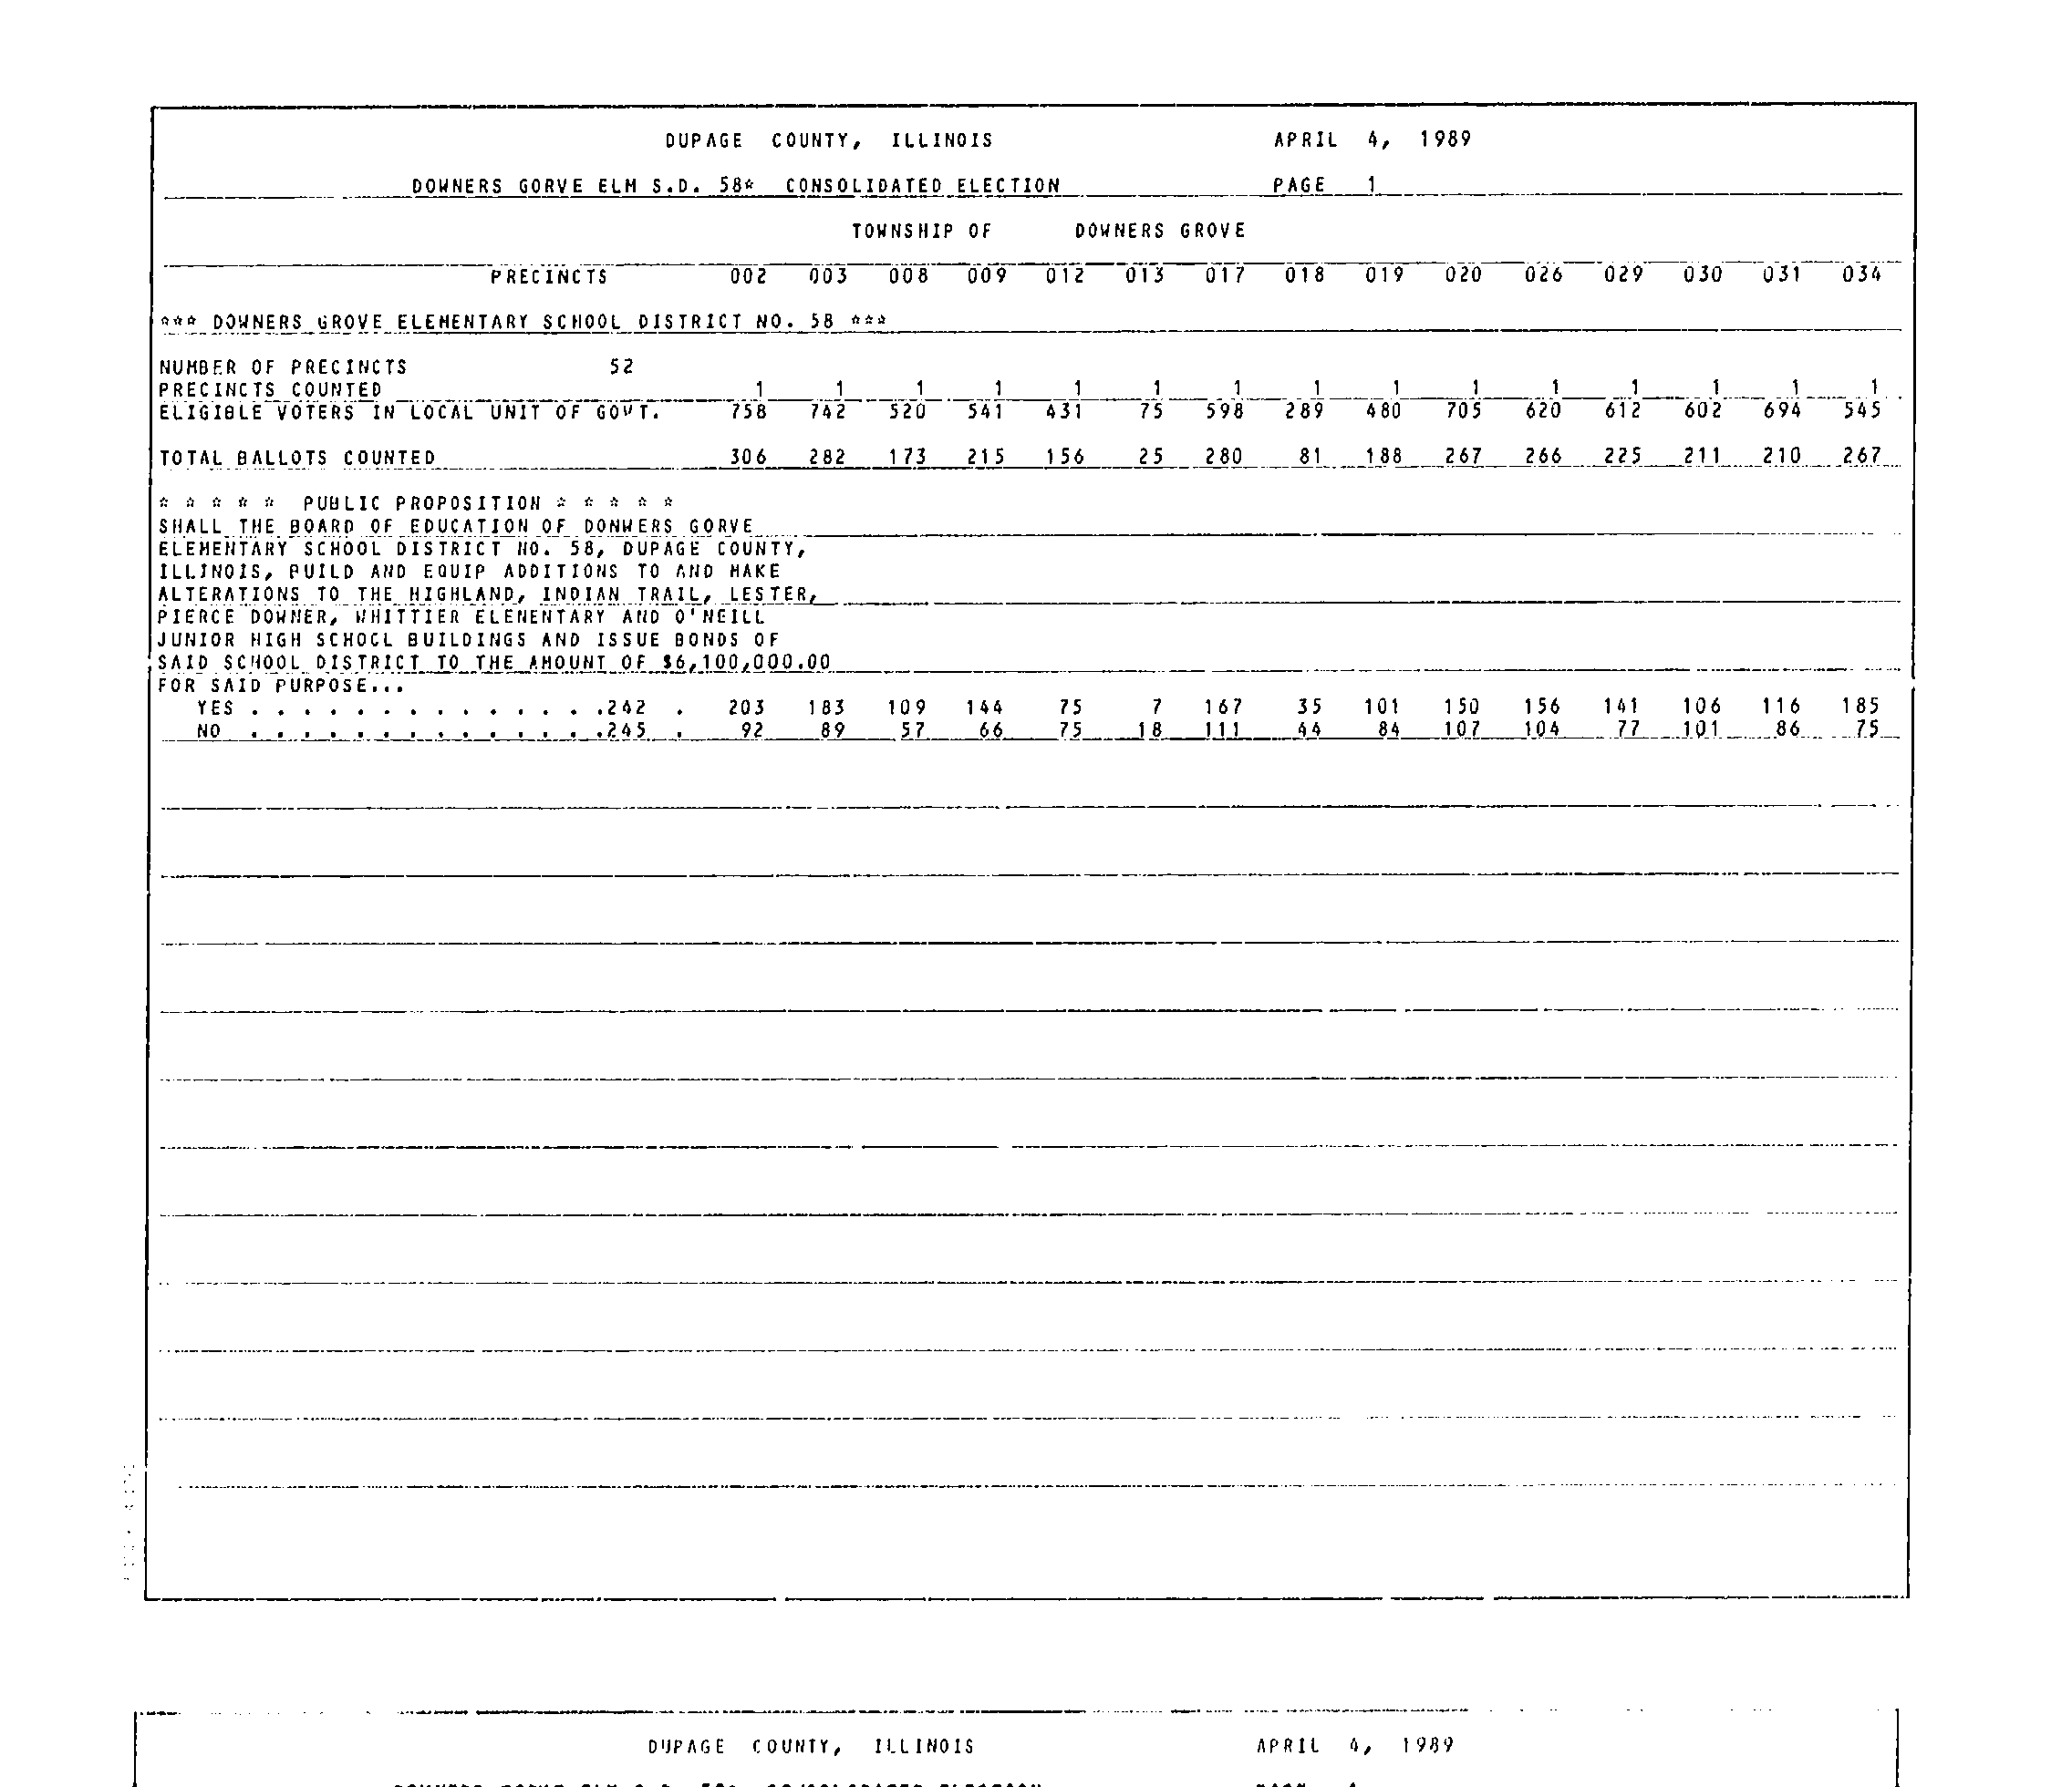 DUPAGE COUNTY, ILLINOIS APRIL 4, 1989
DOWNERS GORVE ELM S.D. 58* CONSOLIDATED ELECTION PAGE 1
TOWNSHIP OF DOWNERS GROVE
PRECINCTS 002 003 008 009 012 013 017 018 019 020 026 029 030 031 034
*** DOWNERS GROVE ELEMENTARY SCHOOL DISTRICT NO. 58 ***
NUMBER OF PRECINCTS 52
PRECINCTS COUNTED 1 1 1 1 1 1 1 1 1 1 1 1 1 1 1
ELIGIBLE VOTERS IN LOCAL UNIT OF GOVT. 758 742 520 541 431 75 598 289 480 705 620 612 602 694 545
TOTAL BALLOTS COUNTED 306 282 173 215 156 25 280 81 188 267 266 225 211 210 267
* * * * * PUBLIC PROPOSITION * * * * *
SHALL THE BOARD OF EDUCATION OF DONWERS GORVE
ELEMENTARY SCHOOL DISTRICT NO. 58, DUPAGE COUNTY,
ILLINOIS, BUILD AND EQUIP ADDITIONS TO AND MAKE
ALTERATIONS TO THE HIGHLAND, INDIAN TRAIL, LESTER,
PIERCE DOWNER, WHITTIER ELEMENTARY AND O'NEILL
JUNIOR HIGH SCHOOL BUILDINGS AND ISSUE BONDS OF
SAID SCHOOL DISTRICT TO THE AMOUNT OF $6,100,000.00
FOR SAID PURPOSE...
YES . . . . . . . . . . . . . .242 . 203 183 109 144 75 7 167 35 101 150 156 141 106 116 185
NO . . . . . . . . . . . . . .245 . 92 89 57 66 75 18 111 44 84 107 104 77 101 86 75
DUPAGE COUNTY, ILLINOIS APRIL 4, 1989